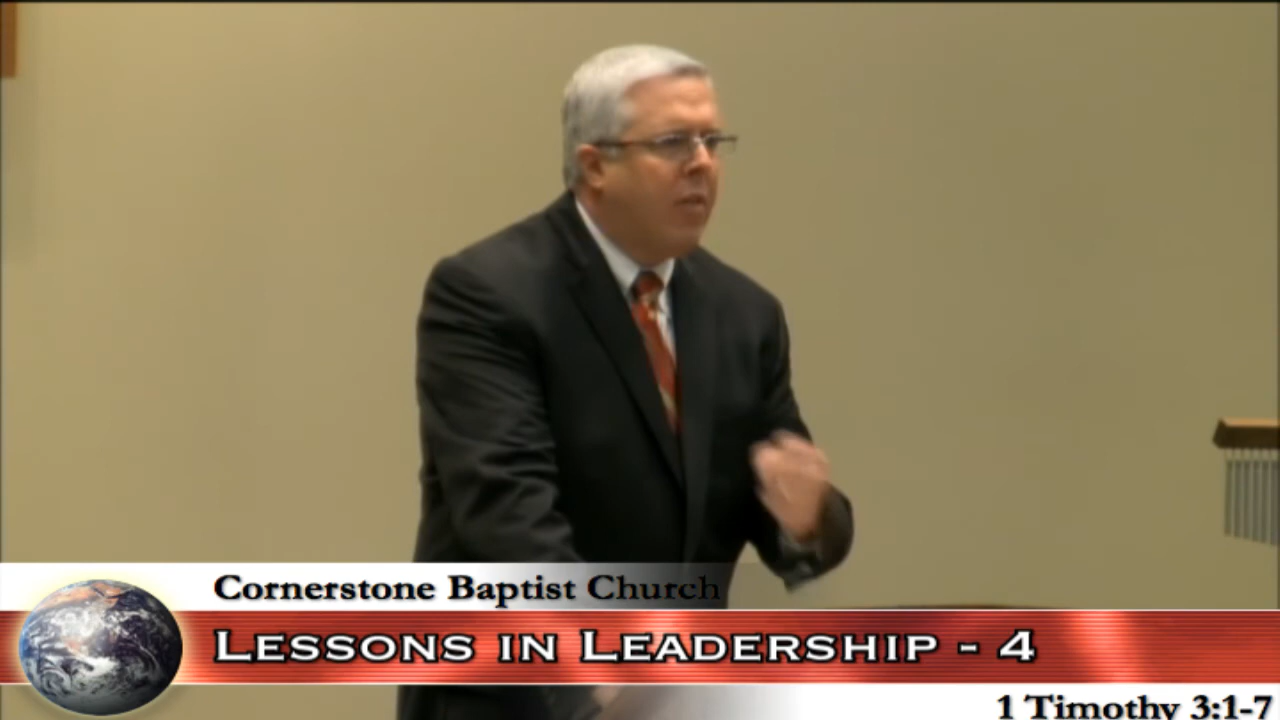 Cornerstone Baptist Church
Lessons in Leadership - 4
1 Timothy 3:1-7